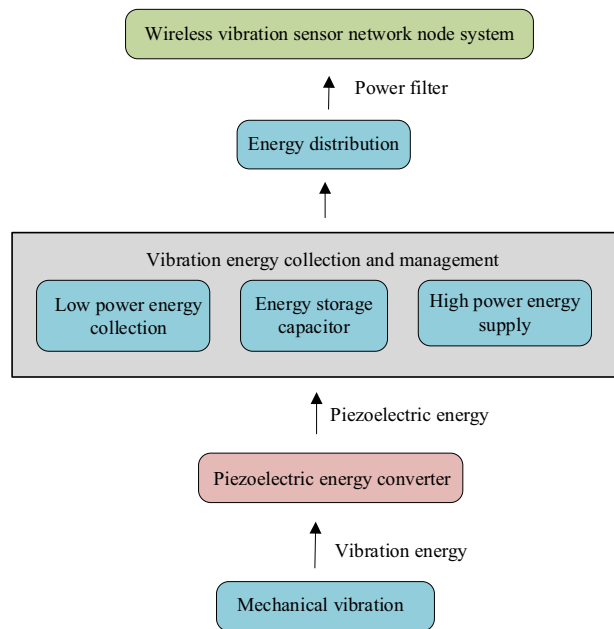 Wireless vibration sensor network node system
Power filter
Energy distribution
Vibration energy collection and management
Low power energy
collection
Energy storage
capacitor
High power energy
supply
Piezoelectric energy
Piezoelectric energy converter
Vibration energy
Mechanical vibration